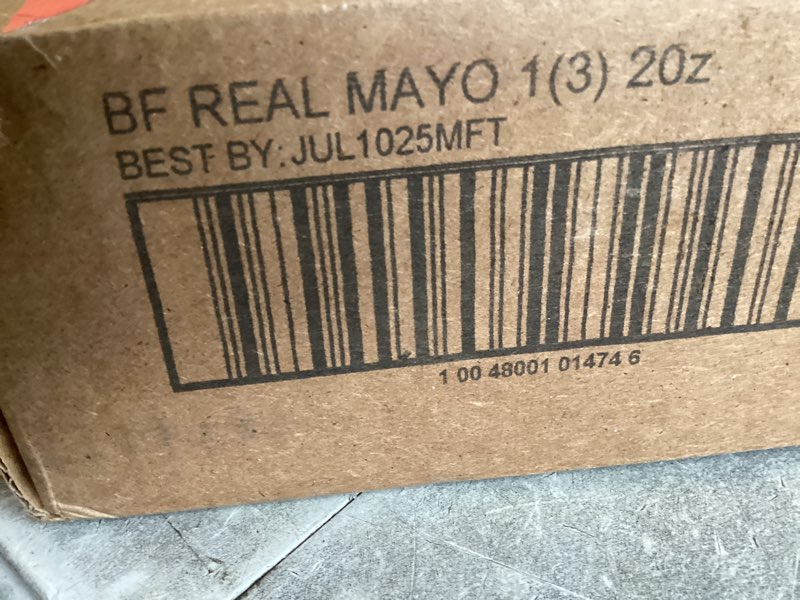 BF REAL MAYO 1(3) 20z
BEST BY:JUL1025MFT
1 00 48001 01474 6